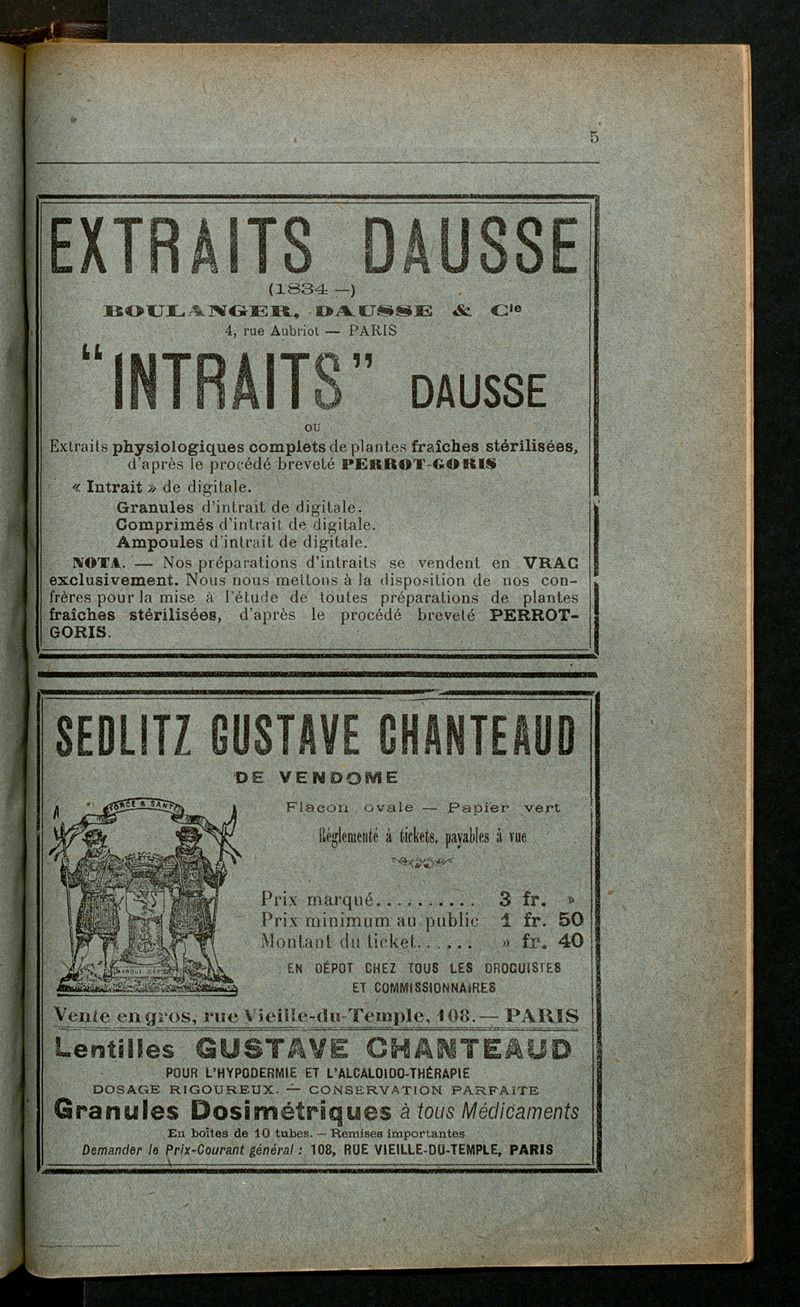 5
EXTRAITS DAUSSE
(1834 —)
BOULANGER, DAUSSE & Cie
4, rue Aubriot — PARIS
"INTRAITS" DAUSSE
OU
Extraits physiologiques complets de plantes fraîches stérilisées,
d'après le procédé breveté PERROT-GORIS
« Intrait » de digitale.
Granules d'intrait de digitale.
Comprimés d'intrait de digitale.
Ampoules d'intrait de digitale.
NOTA. — Nos préparations d'intraits se vendent en VRAC
exclusivement. Nous nous mettons à la disposition de nos con-
frères pour la mise à l'étude de toutes préparations de plantes
fraîches stérilisées, d'après le procédé breveté PERROT-
GORIS.
SEDLITZ GUSTAVE CHANTEAUD
DE VENDOME
FORCE & SANTÉ
Flacon ovale — Papier vert
Réglementé à tickets, payables à vue
Prix marqué.......... 3 fr. »
Prix minimum au public 1 fr. 50
Montant du ticket...... » fr. 40
EN DÉPOT CHEZ TOUS LES DROGUISTES
ET COMMISSIONNAIRES
Vente en gros, rue Vieille-du-Temple, 108. — PARIS
Lentilles GUSTAVE CHANTEAUD
POUR L'HYPODERMIE ET L'ALCALOIDO-THÉRAPIE
DOSAGE RIGOUREUX. — CONSERVATION PARFAITE
Granules Dosimétriques à tous Médicaments
En boîtes de 10 tubes. — Remises importantes
Demander le Prix-Courant général : 108, RUE VIEILLE-DU-TEMPLE, PARIS